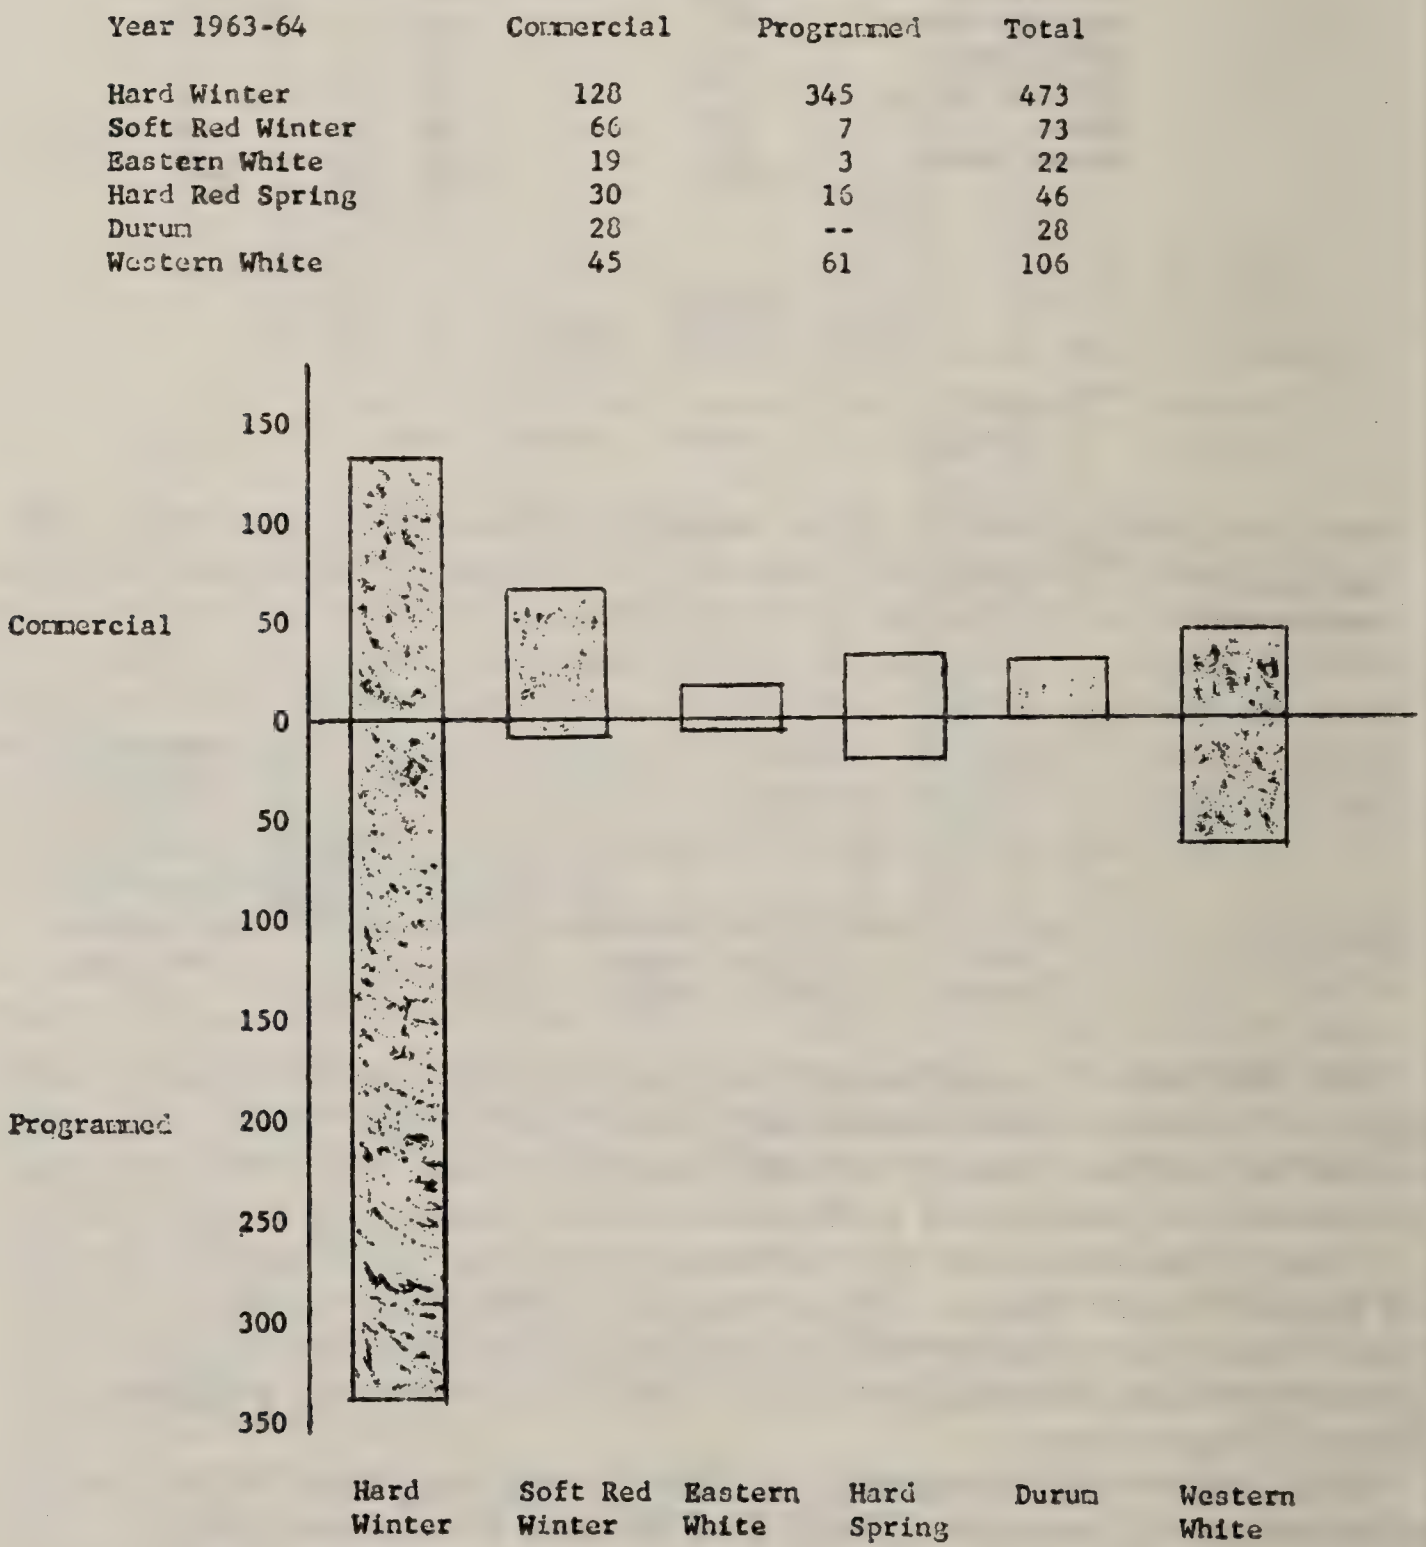 Year 1963-64 Commercial Programmed Total
Hard Winter 128 345 473
Soft Red Winter 66 7 73
Eastern White 19 3 22
Hard Red Spring 30 16 46
Durum 28 -- 28
Western White 45 61 106
150
100
Commercial 50
0
50
100
150
Programmed 200
250
300
350
Hard Soft Red Eastern Hard Durum Western
Winter Winter White Spring White